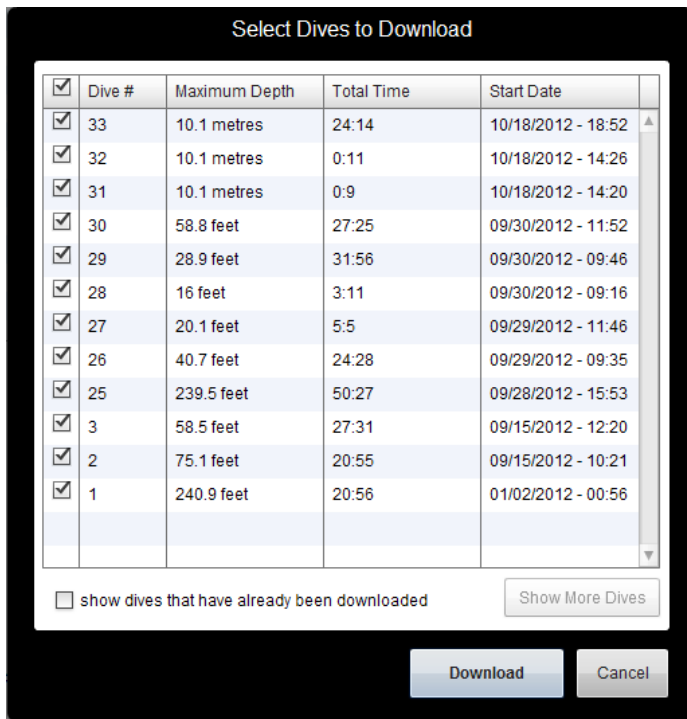 Select Dives to Download
Dive # Maximum Depth Total Time Start Date
33 10.1 metres 24:14 10/18/2012 - 18:52
32 10.1 metres 0:11 10/18/2012 - 14:26
31 10.1 metres 0:9 10/18/2012 - 14:20
30 58.8 feet 27:25 09/30/2012 - 11:52
29 28.9 feet 31:56 09/30/2012 - 09:46
28 16 feet 3:11 09/30/2012 - 09:16
27 20.1 feet 5:5 09/29/2012 - 11:46
26 40.7 feet 24:28 09/29/2012 - 09:35
25 239.5 feet 50:27 09/28/2012 - 15:53
3 58.5 feet 27:31 09/15/2012 - 12:20
2 75.1 feet 20:55 09/15/2012 - 10:21
1 240.9 feet 20:56 01/02/2012 - 00:56
show dives that have already been downloaded Show More Dives
Download Cancel